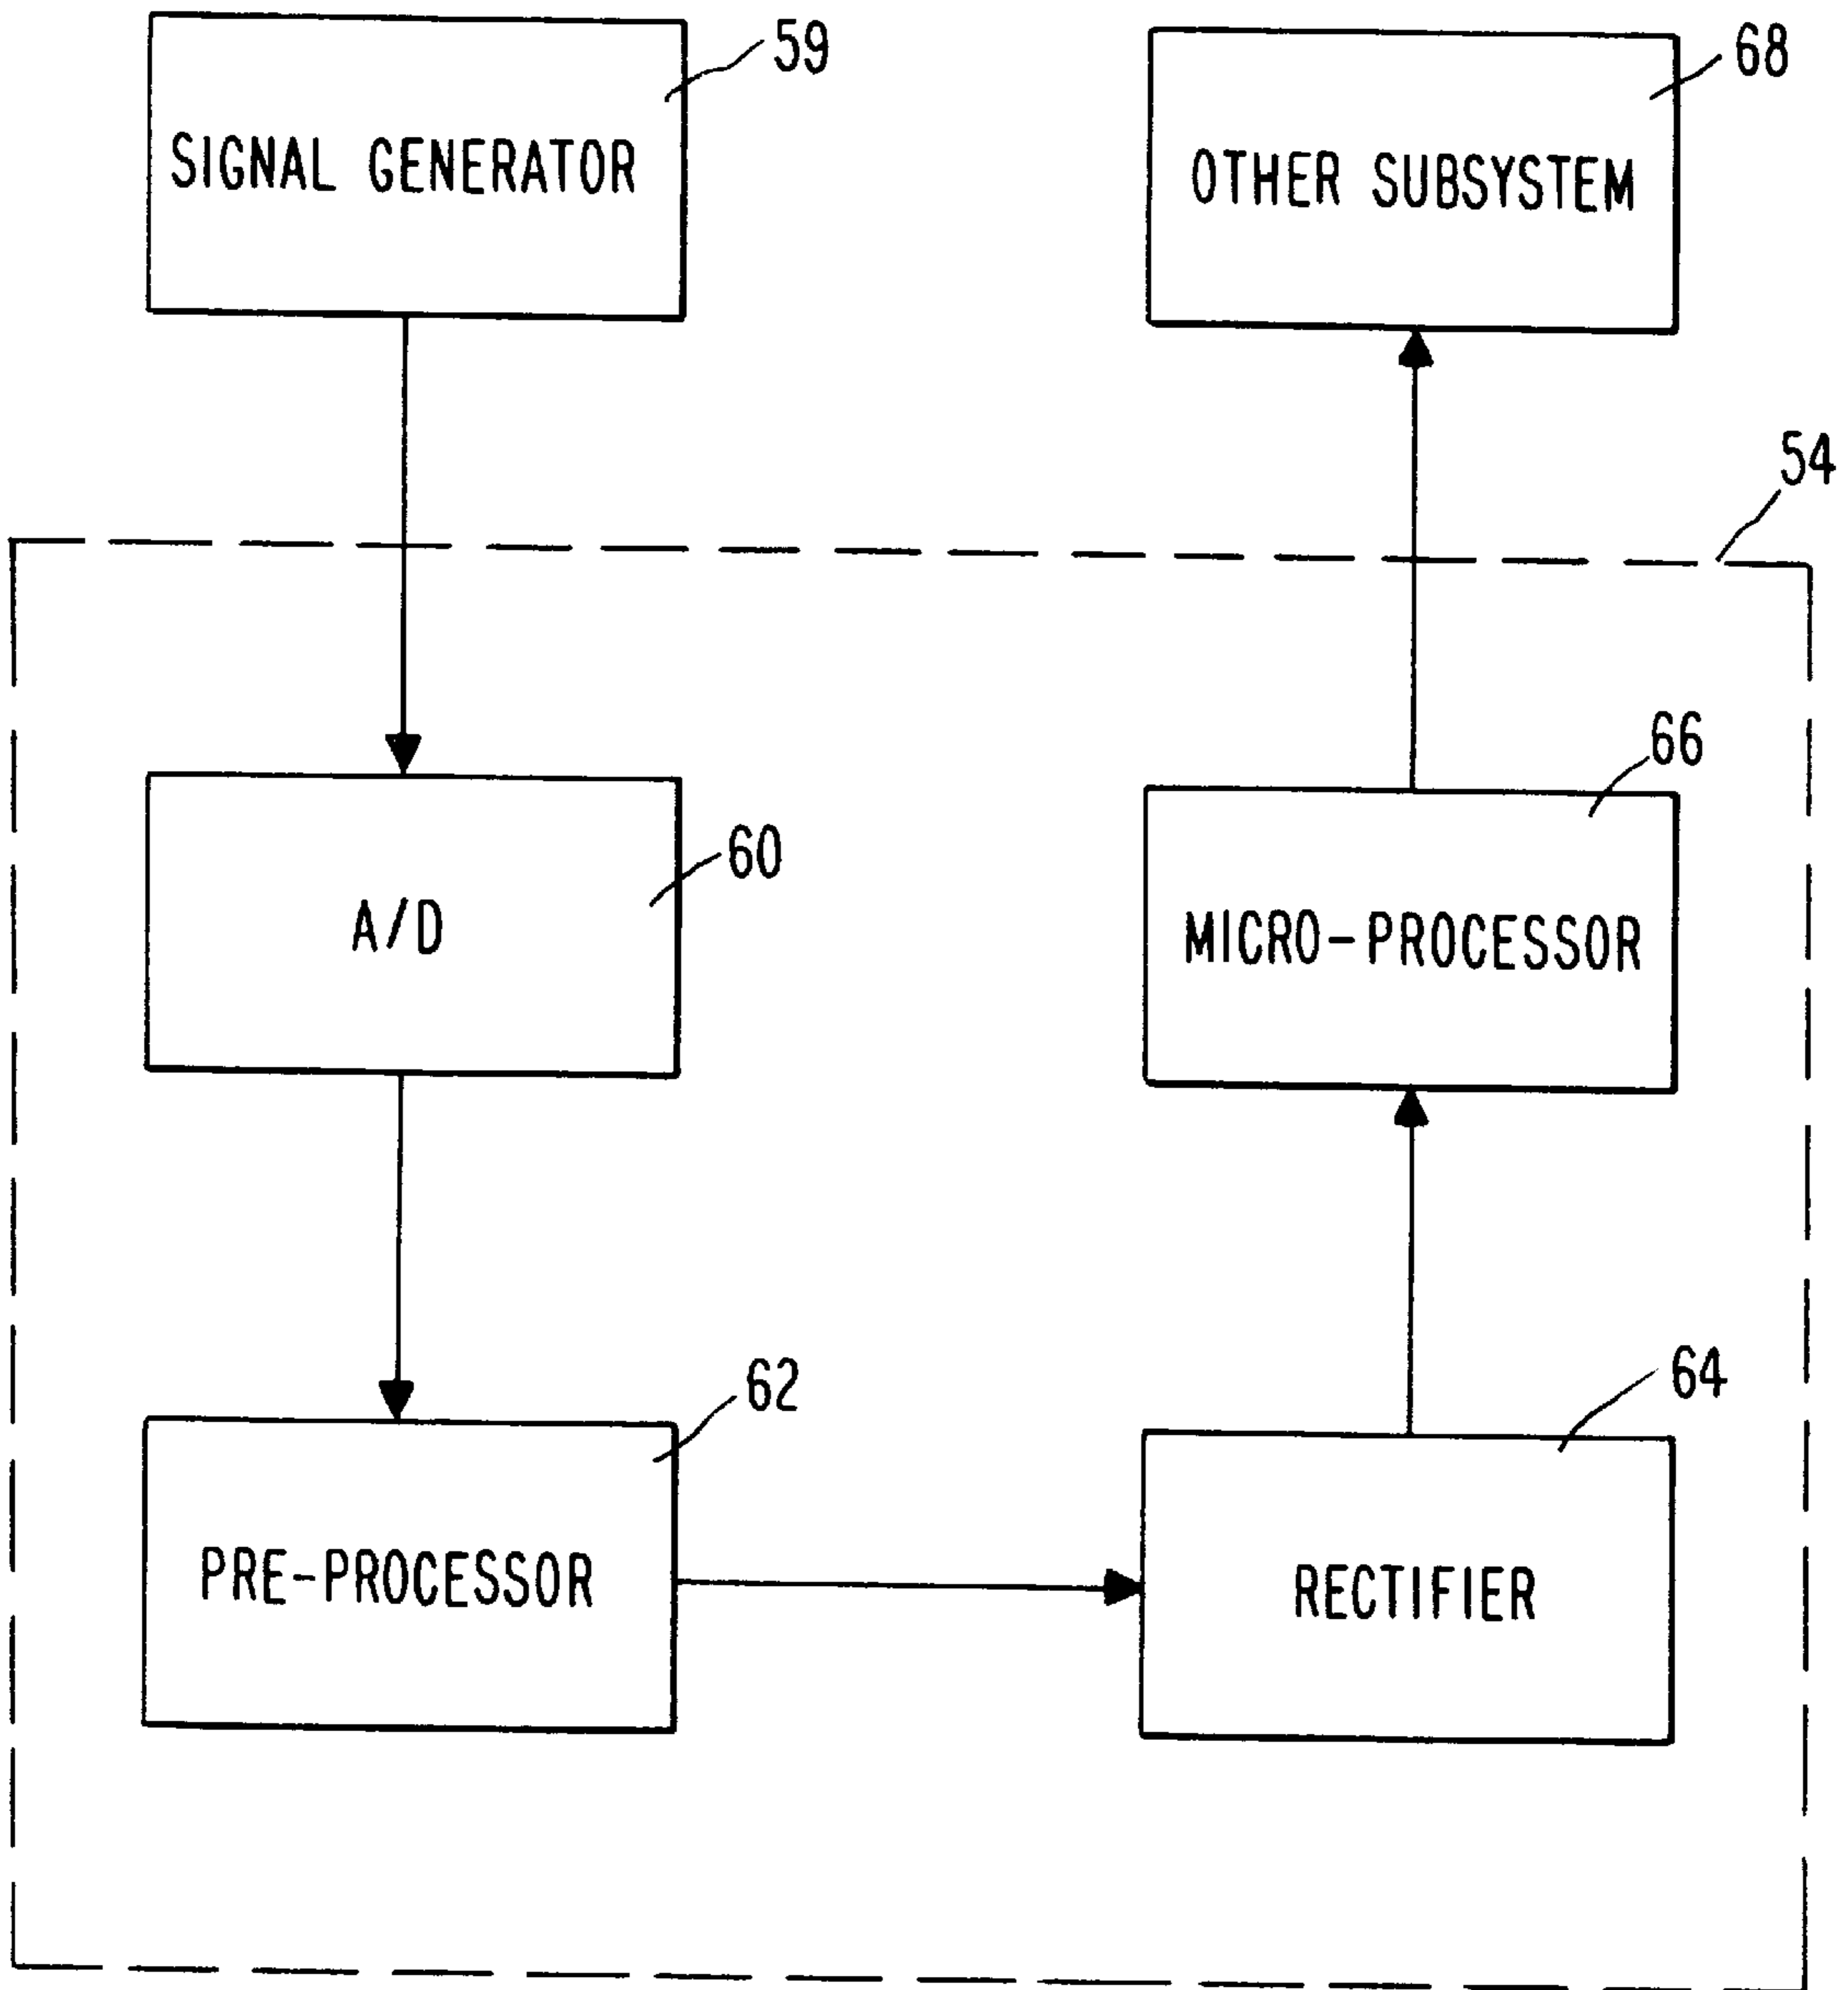 59
SIGNAL GENERATOR
68
OTHER SUBSYSTEM
54
60
A/D
66
MICRO-PROCESSOR
62
PRE-PROCESSOR
64
RECTIFIER